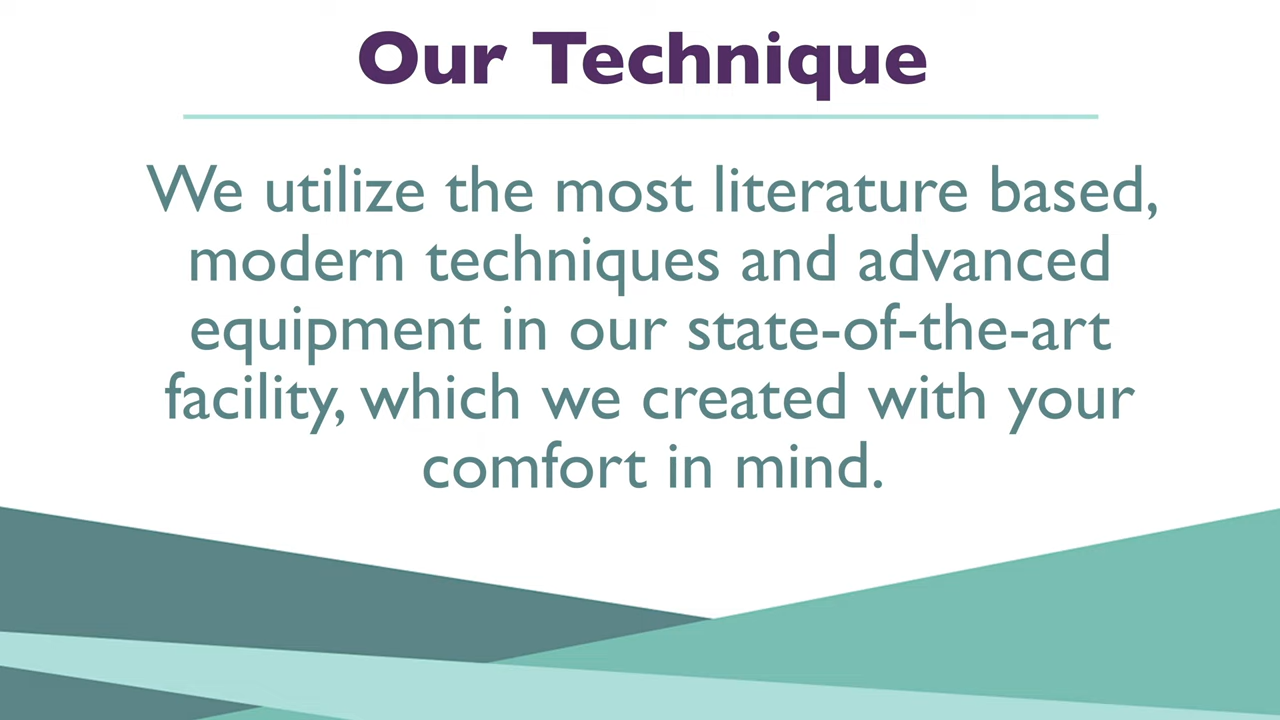 Our Technique
We utilize the most literature based,
modern techniques and advanced
equipment in our state-of-the-art
facility, which we created with your
comfort in mind.